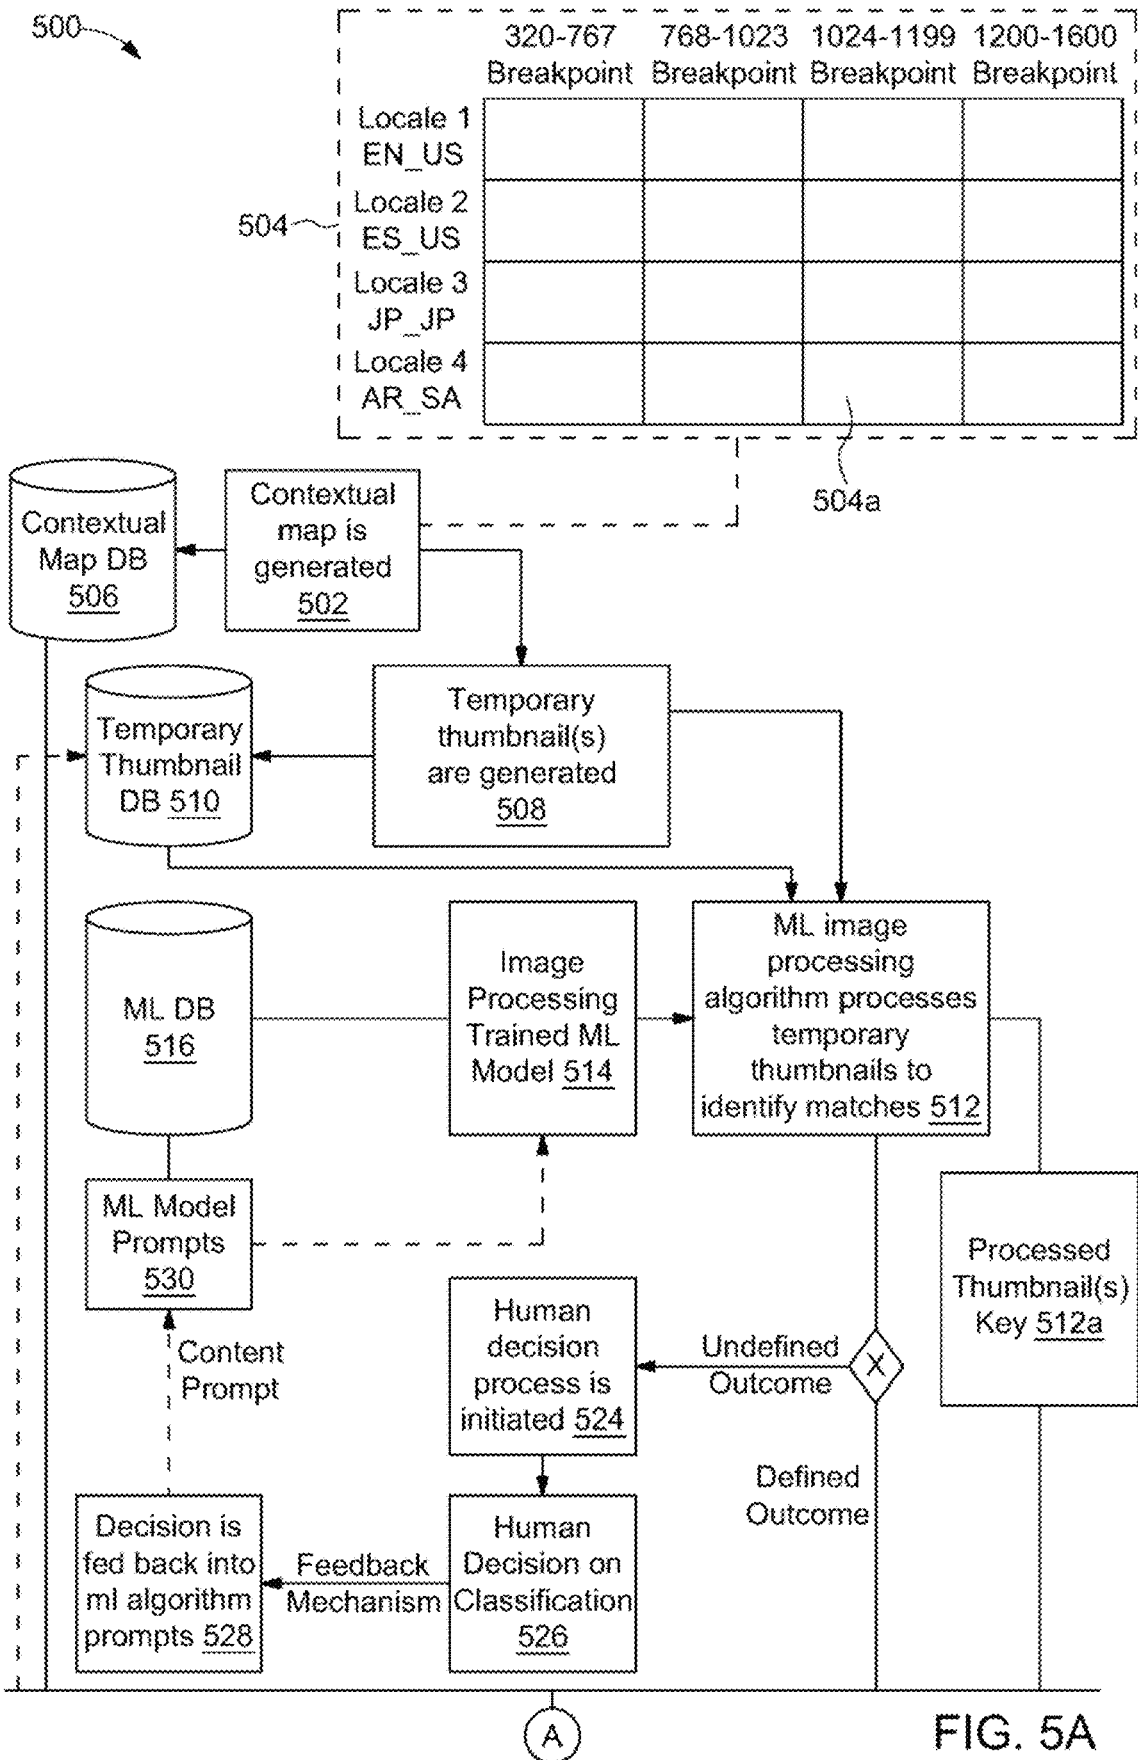 500
320-767 768-1023 1024-1199 1200-1600
Breakpoint Breakpoint Breakpoint Breakpoint
Locale 1
EN_US
Locale 2
ES_US
504
Locale 3
JP_JP
Locale 4
AR_SA
504a
Contextual
Map DB
506
Contextual
map is
generated
502
Temporary
Thumbnail
DB 510
Temporary
thumbnail(s)
are generated
508
ML DB
516
Image
Processing
Trained ML
Model 514
ML image
processing
algorithm processes
temporary
thumbnails to
identify matches 512
ML Model
Prompts
530
Processed
Thumbnail(s)
Key 512a
Content
Prompt
Human
decision
process is
initiated 524
Undefined
Outcome
X
Defined
Outcome
Decision is
fed back into
ml algorithm
prompts 528
Feedback
Mechanism
Human
Decision on
Classification
526
A
FIG. 5A